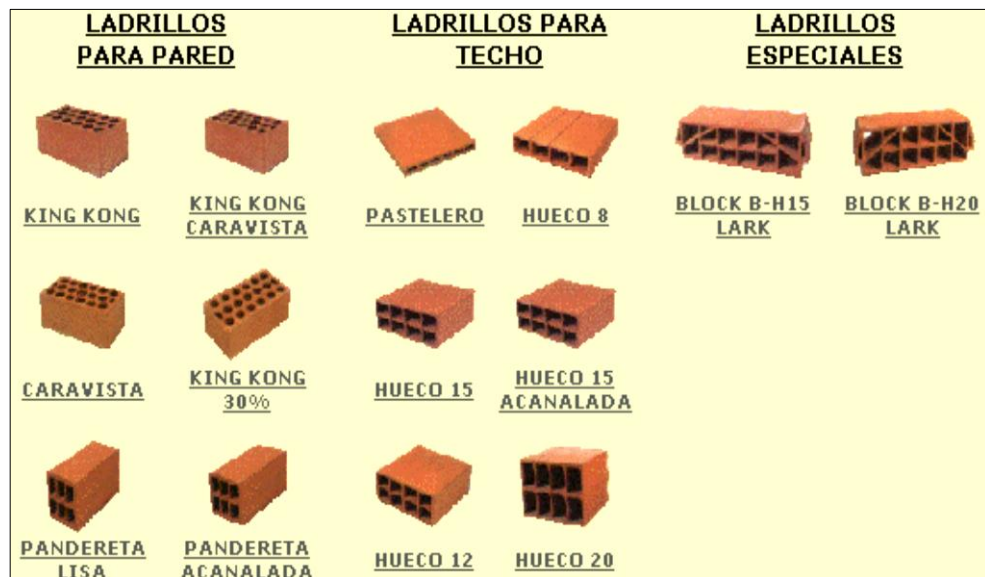 LADRILLOS
PARA PARED
KING KONG
KING KONG
CARAVISTA
CARAVISTA
KING KONG
30%
PANDERETA
LISA
PANDERETA
ACANALADA
LADRILLOS PARA
TECHO
PASTELERO
HUECO 8
HUECO 15
HUECO 15
ACANALADA
HUECO 12
HUECO 20
LADRILLOS
ESPECIALES
BLOCK B-H15
LARK
BLOCK B-H20
LARK